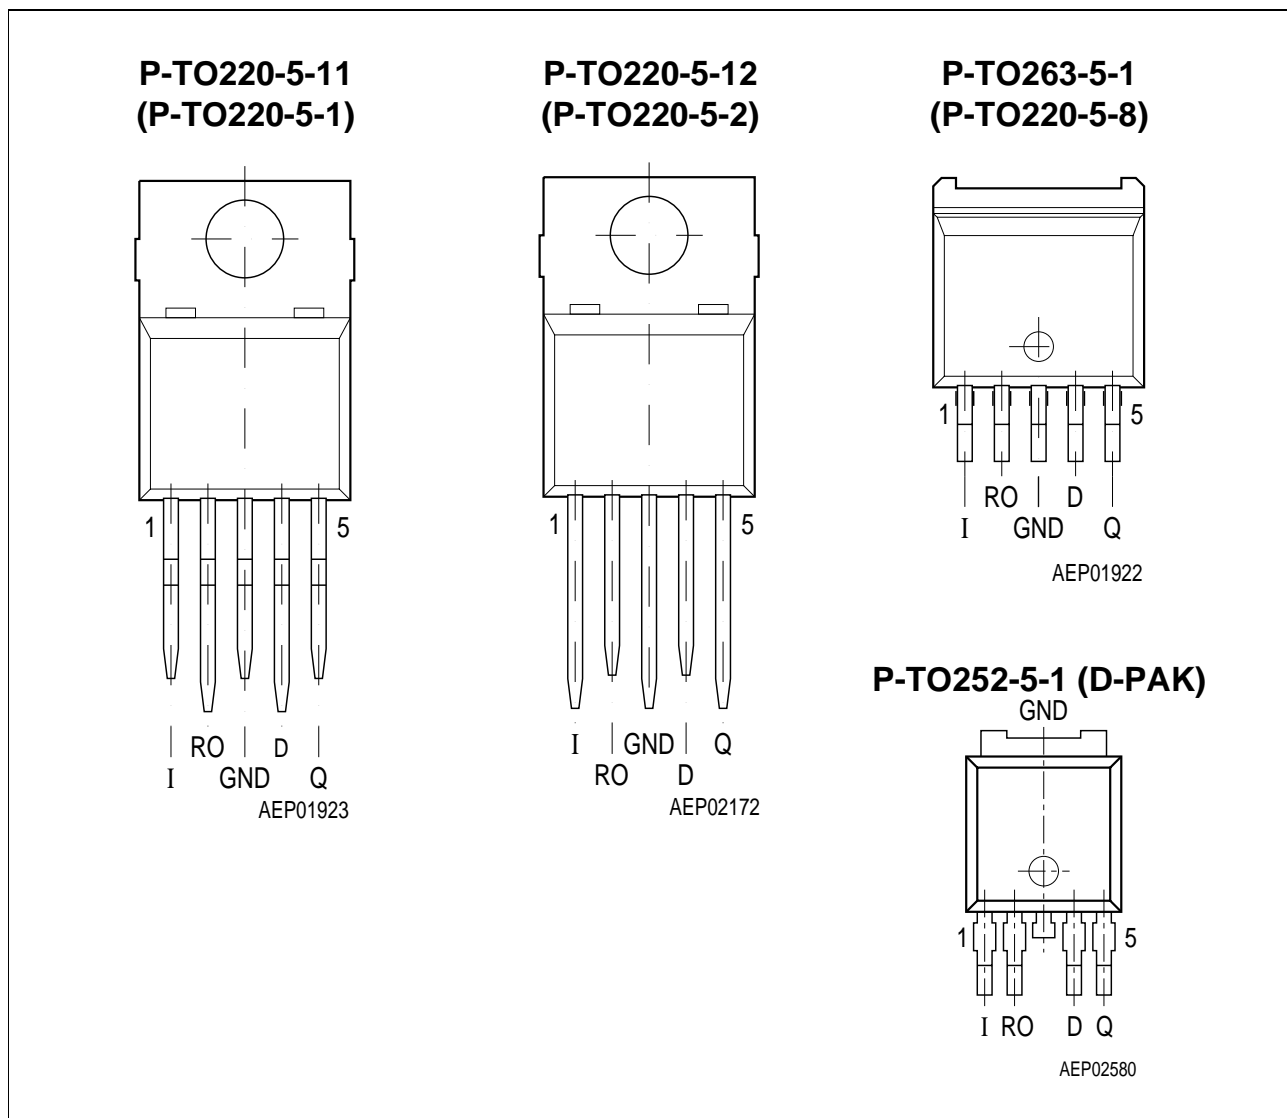 P-TO220-5-11
(P-TO220-5-1)
1 5
RO D
I GND Q
AEP01923
P-TO220-5-12
(P-TO220-5-2)
1 5
I GND Q
RO D
AEP02172
P-TO263-5-1
(P-TO220-5-8)
1 5
RO D
I GND Q
AEP01922
P-TO252-5-1 (D-PAK)
GND
1 5
I RO D Q
AEP02580